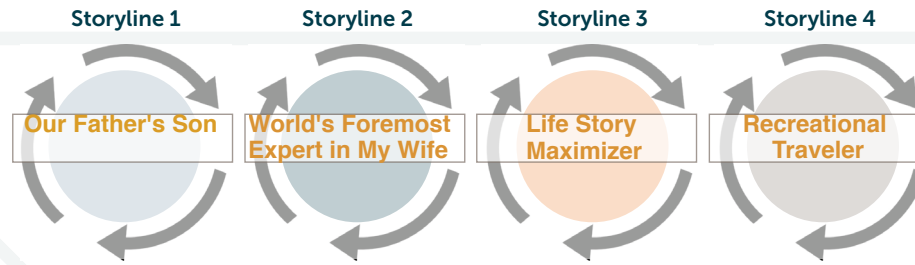 Storyline 1
Storyline 2
Storyline 3
Storyline 4
Our Father's Son
World's Foremost
Expert in My Wife
Life Story
Maximizer
Recreational
Traveler